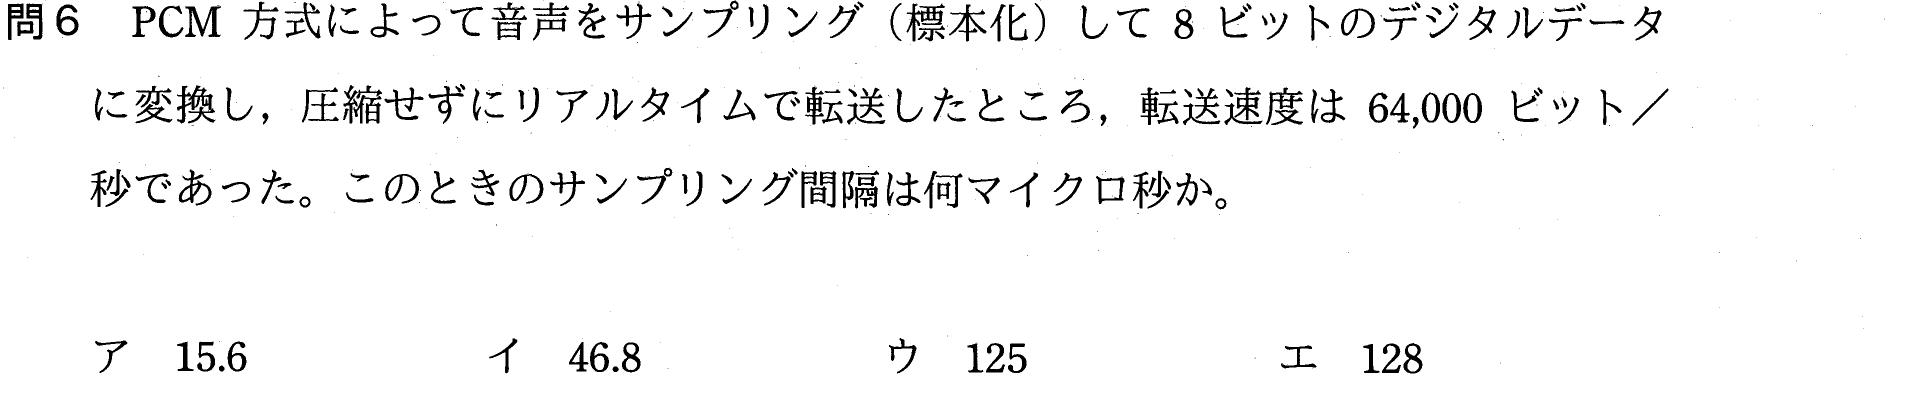 問6 PCM 方式によって音声をサンプリング（標本化）して 8 ビットのデジタルデータ
に変換し，圧縮せずにリアルタイムで転送したところ，転送速度は 64,000 ビット／
秒であった。このときのサンプリング間隔は何マイクロ秒か。
ア 15.6 イ 46.8 ウ 125 エ 128